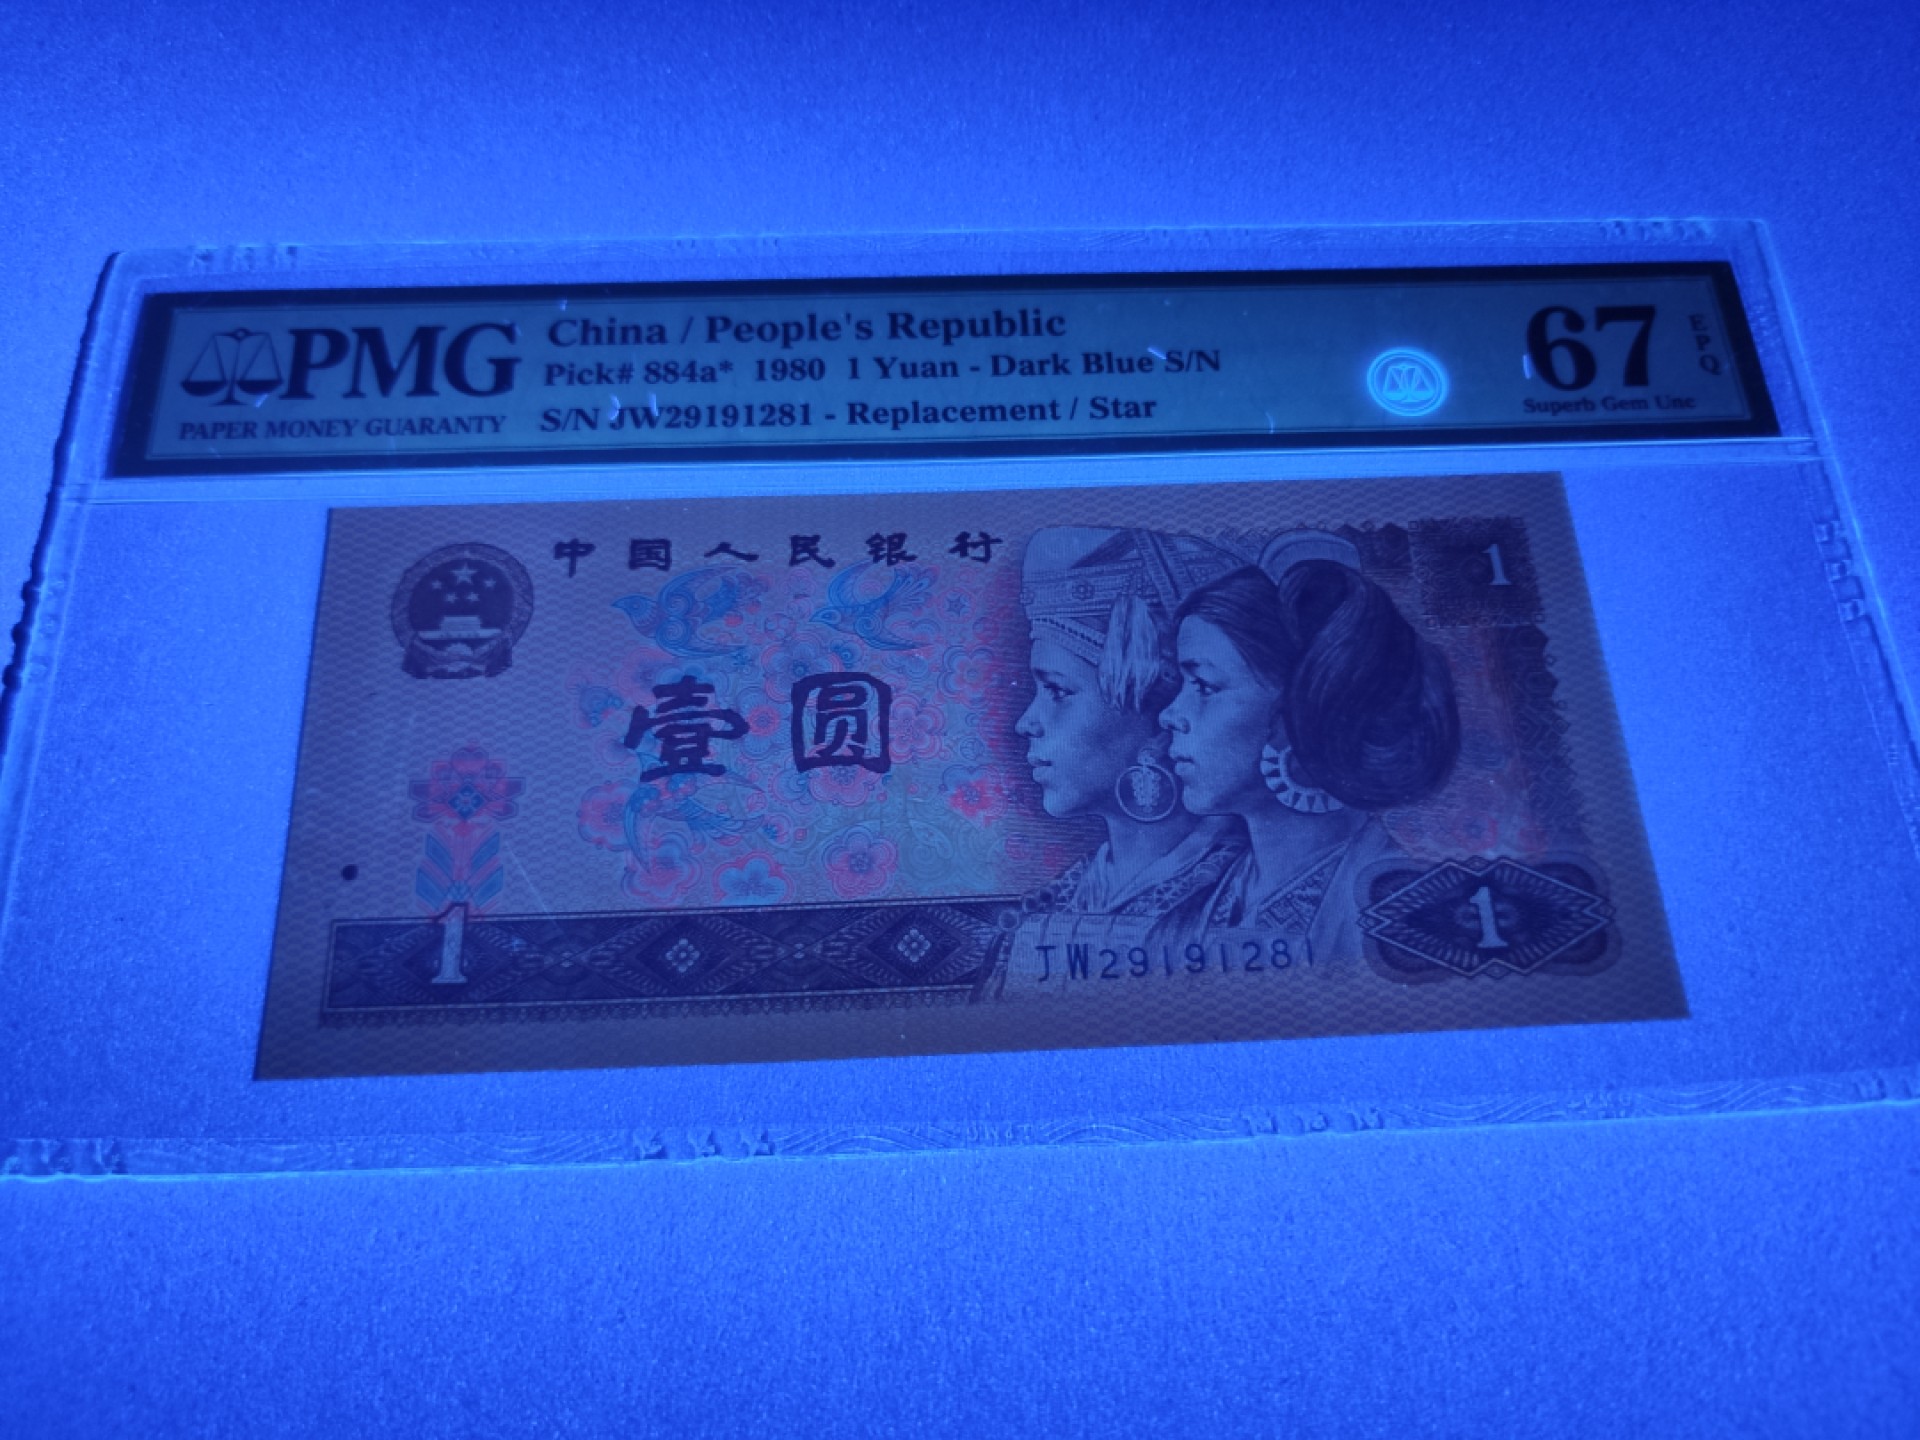 PMG
PAPER MONEY GUARANTY
China / People's Republic
Pick# 884a* 1980 1 Yuan - Dark Blue S/N
S/N JW29191281 - Replacement / Star
67
EPQ
Superb Gem Unc
中国人民银行
1
壹圆
1
JW29191281
1